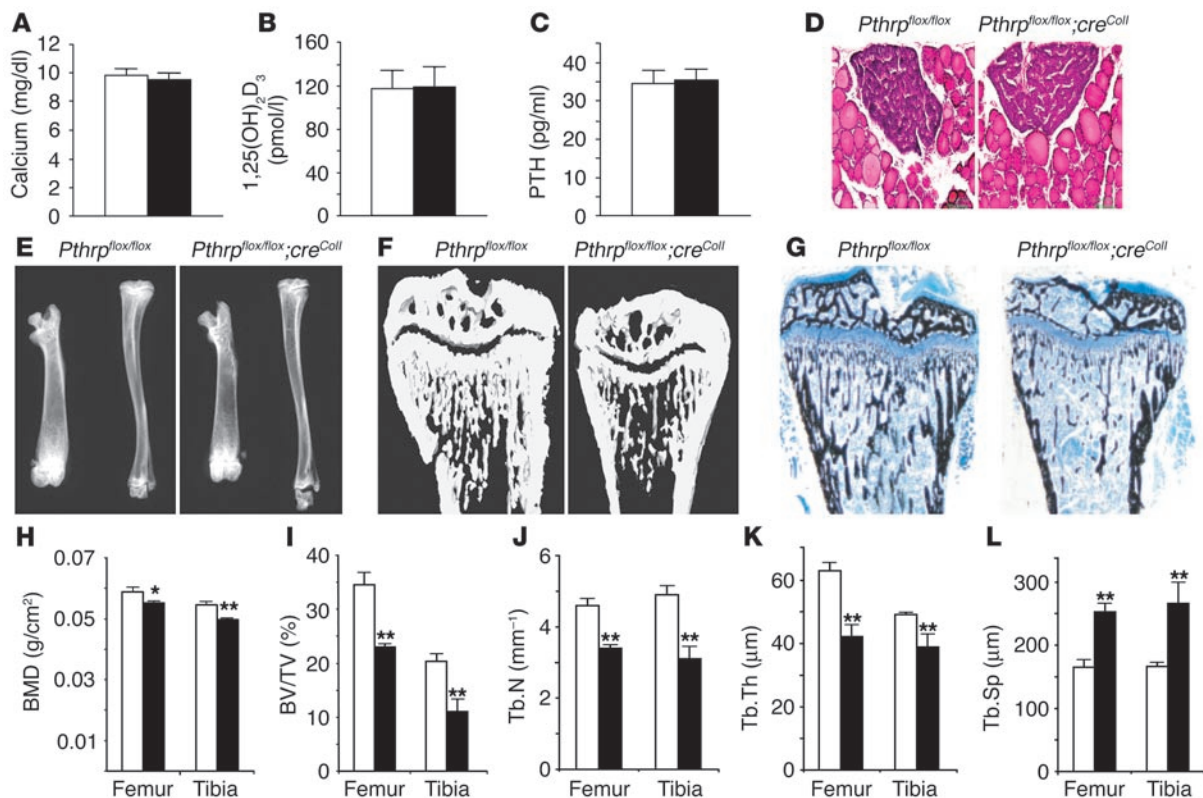 A
Calcium (mg/dl)
12
10
8
6
4
2
0
B
1,25(OH)2D3
(pmol/l)
160
120
80
40
0
C
PTH (pg/ml)
40
30
20
10
0
D
Pthrpflox/flox
Pthrpflox/flox;creColl
E
Pthrpflox/flox
Pthrpflox/flox;creColl
F
Pthrpflox/flox
Pthrpflox/flox;creColl
G
Pthrpflox/flox
Pthrpflox/flox;creColl
H
BMD (g/cm²)
0.07
0.05
0.03
0.01
*
**
Femur
Tibia
I
BV/TV (%)
40
30
20
10
0
**
**
Femur
Tibia
J
Tb.N (mm⁻¹)
6
4
2
0
**
**
Femur
Tibia
K
Tb.Th (μm)
60
40
20
0
**
**
Femur
Tibia
L
Tb.Sp (μm)
300
200
100
0
**
**
Femur
Tibia